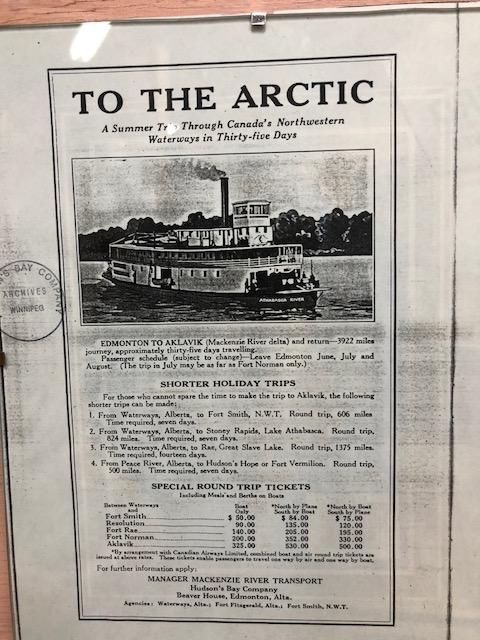 TO THE ARCTIC
A Summer Trip Through Canada's Northwestern
Waterways in Thirty-five Days
ATHABASCA RIVER
'S BAY COMPANY
ARCHIVES
WINNIPEG
EDMONTON TO AKLAVIK (Mackenzie River delta) and return—3922 miles
journey, approximately thirty-five days travelling.
Passenger schedule (subject to change)—Leave Edmonton June, July and
August. (The trip in July may be as far as Fort Norman only.)
SHORTER HOLIDAY TRIPS
For those who cannot spare the time to make the trip to Aklavik, the following
shorter trips can be made:
1. From Waterways, Alberta, to Fort Smith, N.W.T. Round trip, 606 miles
Time required, seven days.
2. From Waterways, Alberta, to Stoney Rapids, Lake Athabasca. Round trip,
824 miles. Time required, seven days.
3. From Waterways, Alberta, to Rae, Great Slave Lake. Round trip, 1375 miles.
Time required, fourteen days.
4. From Peace River, Alberta, to Hudson's Hope or Fort Vermilion. Round trip,
500 miles. Time required, seven days.
SPECIAL ROUND TRIP TICKETS
Including Meals and Berths on Boats
Between Waterways and Boat Only *North by Plane South by Boat *North by Boat South by Plane
Fort Smith $ 50.00 $ 84.00 $ 75.00
Resolution 90.00 135.00 120.00
Fort Rae 140.00 205.00 195.00
Fort Norman 200.00 352.00 330.00
Aklavik 325.00 530.00 500.00
*By arrangement with Canadian Airways Limited, combined boat and air round trip tickets are
issued at above rates. These tickets enable passengers to travel one way by air and one way by boat.
For further information apply:
MANAGER MACKENZIE RIVER TRANSPORT
Hudson's Bay Company
Beaver House, Edmonton, Alta.
Agencies: Waterways, Alta.; Fort Fitzgerald, Alta.; Fort Smith, N.W.T.